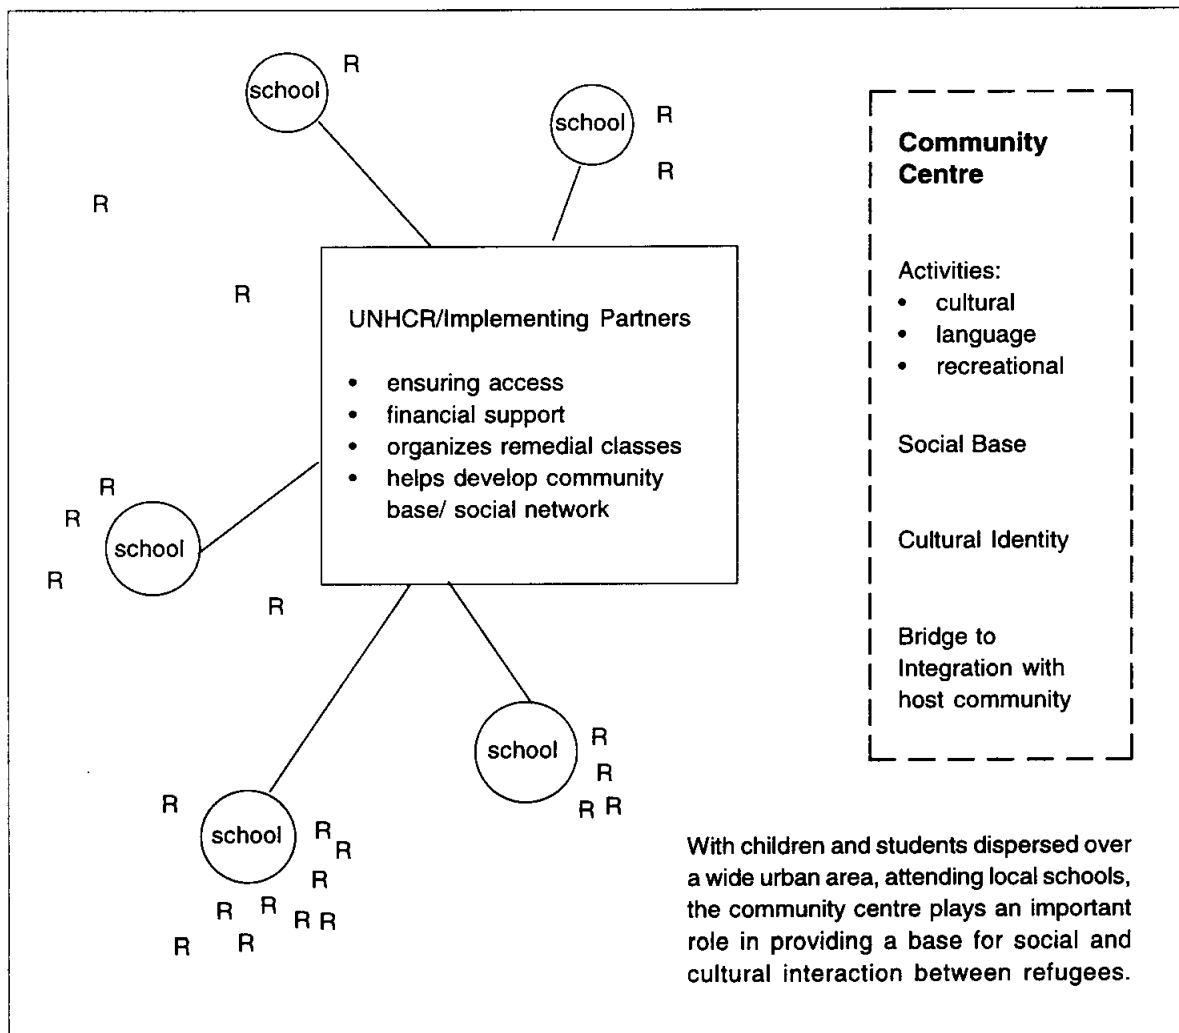 school
R
school
R
R
R
R
UNHCR/Implementing Partners
• ensuring access
• financial support
• organizes remedial classes
• helps develop community
base/ social network
R
R
R
school
R
school
R
R
R R
R
school
R
R
R
R
R
R R
R
R
Community
Centre
Activities:
• cultural
• language
• recreational
Social Base
Cultural Identity
Bridge to
Integration with
host community
With children and students dispersed over
a wide urban area, attending local schools,
the community centre plays an important
role in providing a base for social and
cultural interaction between refugees.